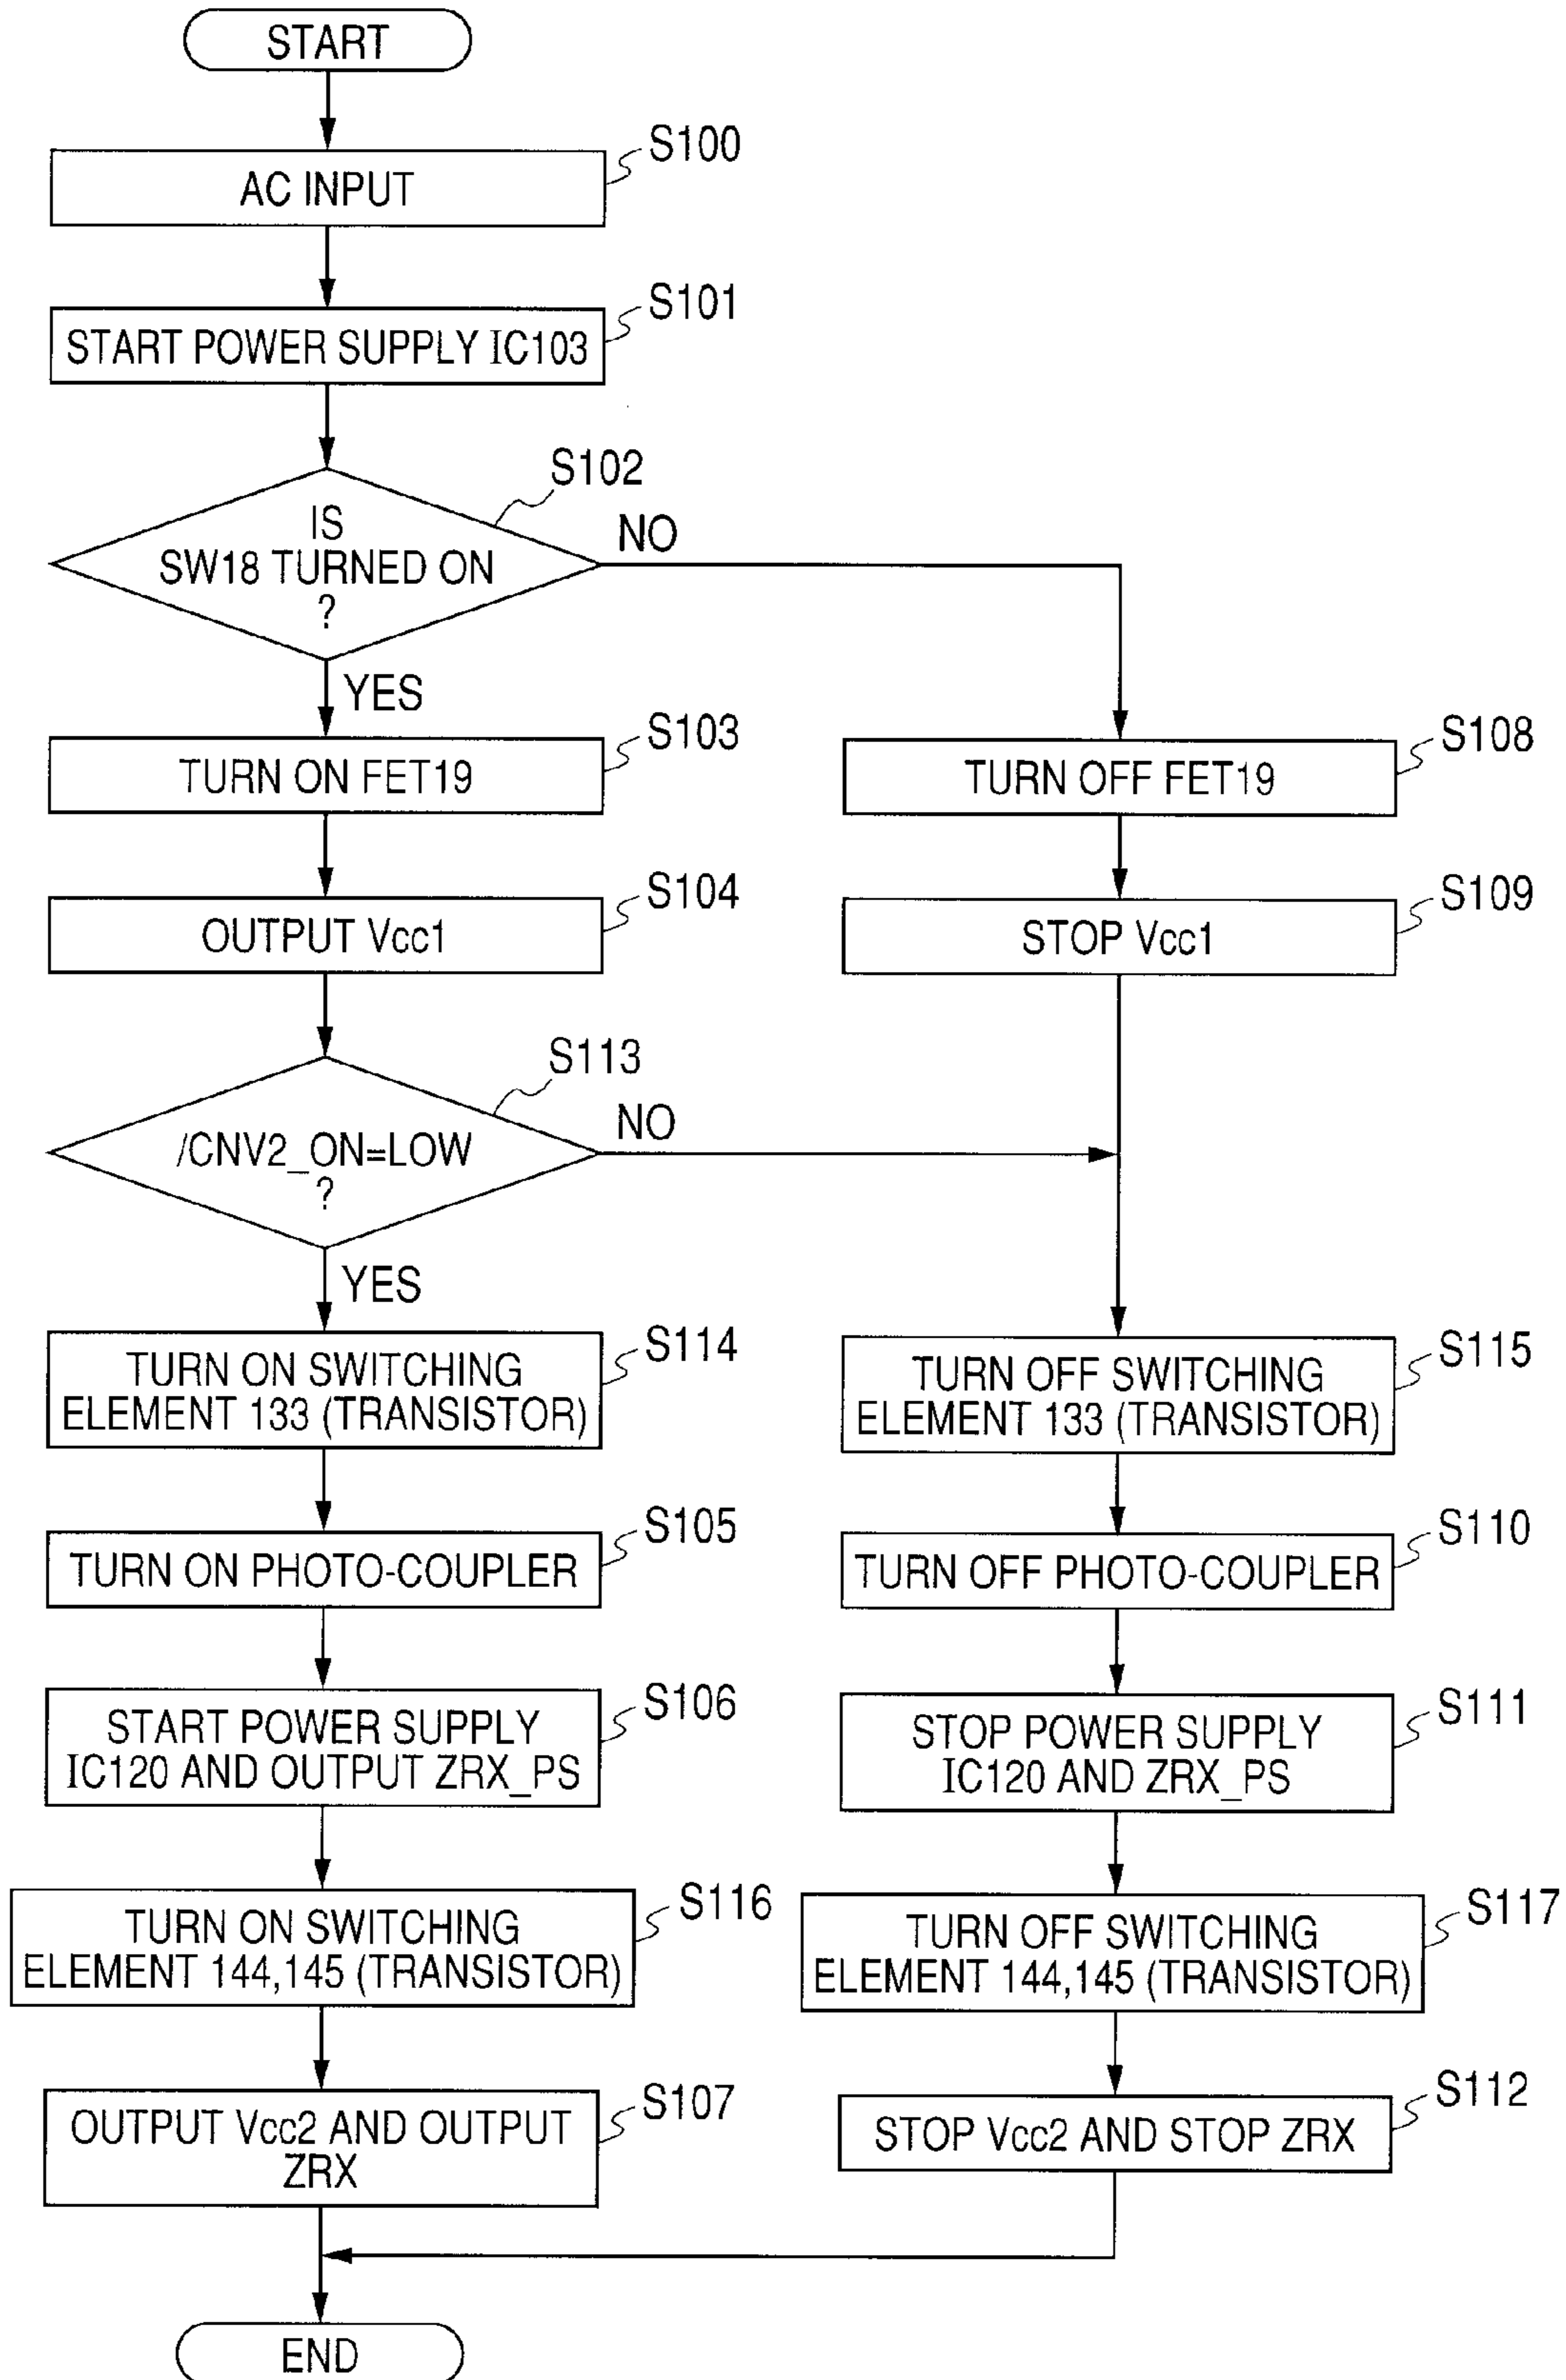 START
S100
AC INPUT
S101
START POWER SUPPLY IC103
S102
IS
SW18 TURNED ON
?
NO
YES
S103
TURN ON FET19
S108
TURN OFF FET19
S104
OUTPUT Vcc1
S109
STOP Vcc1
S113
/CNV2_ON=LOW
?
NO
YES
S114
TURN ON SWITCHING
ELEMENT 133 (TRANSISTOR)
S115
TURN OFF SWITCHING
ELEMENT 133 (TRANSISTOR)
S105
TURN ON PHOTO-COUPLER
S110
TURN OFF PHOTO-COUPLER
S106
START POWER SUPPLY
IC120 AND OUTPUT ZRX_PS
S111
STOP POWER SUPPLY
IC120 AND ZRX_PS
S116
TURN ON SWITCHING
ELEMENT 144,145 (TRANSISTOR)
S117
TURN OFF SWITCHING
ELEMENT 144,145 (TRANSISTOR)
S107
OUTPUT Vcc2 AND OUTPUT
ZRX
S112
STOP Vcc2 AND STOP ZRX
END